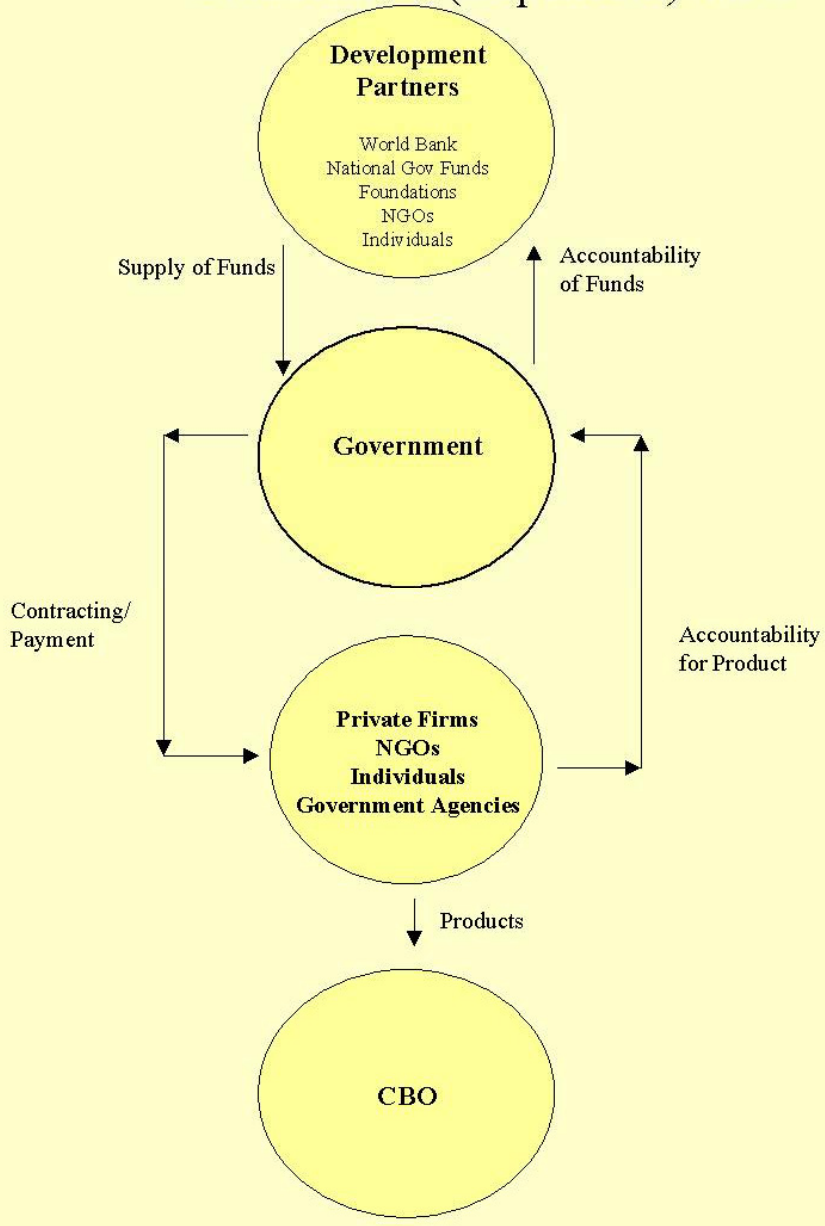 Development
Partners
World Bank
National Gov Funds
Foundations
NGOs
Individuals
Supply of Funds
Accountability
of Funds
Government
Contracting/
Payment
Accountability
for Product
Private Firms
NGOs
Individuals
Government Agencies
Products
CBO